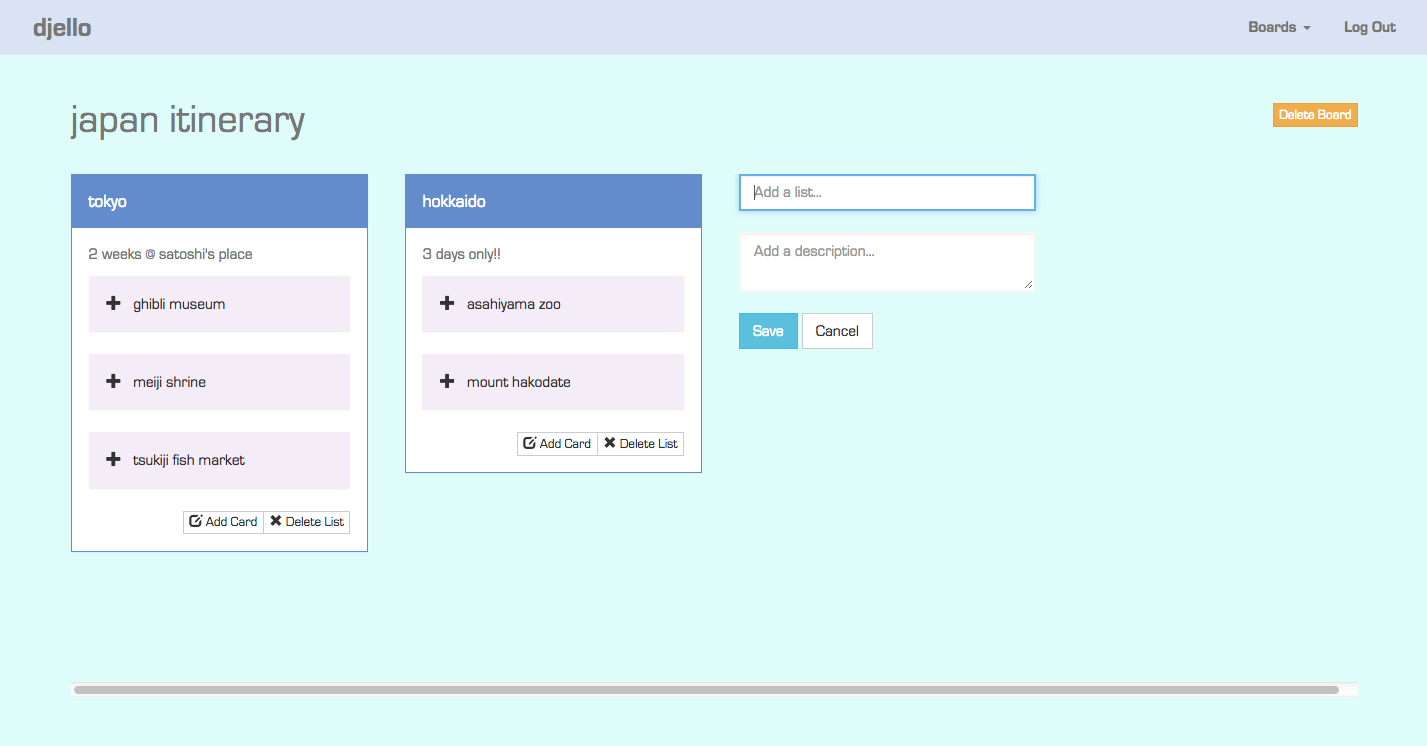 djello
Boards
Log Out
japan itinerary
Delete Board
tokyo
2 weeks @ satoshi's place
ghibli museum
meiji shrine
tsukiji fish market
Add Card
Delete List
hokkaido
3 days only!!
asahiyama zoo
mount hakodate
Add Card
Delete List
Add a list...
Add a description...
Save
Cancel